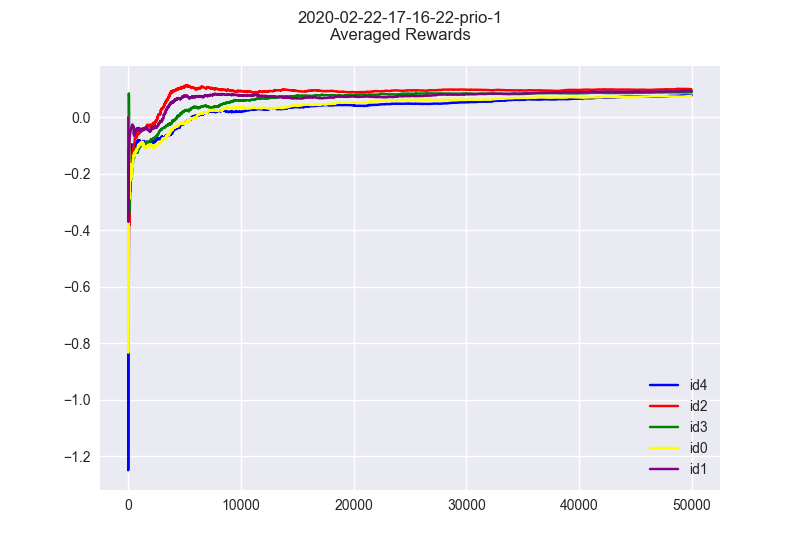 2020-02-22-17-16-22-prio-1
Averaged Rewards
0.0
−0.2
−0.4
−0.6
−0.8
−1.0
−1.2
0 10000 20000 30000 40000 50000
id4
id2
id3
id0
id1